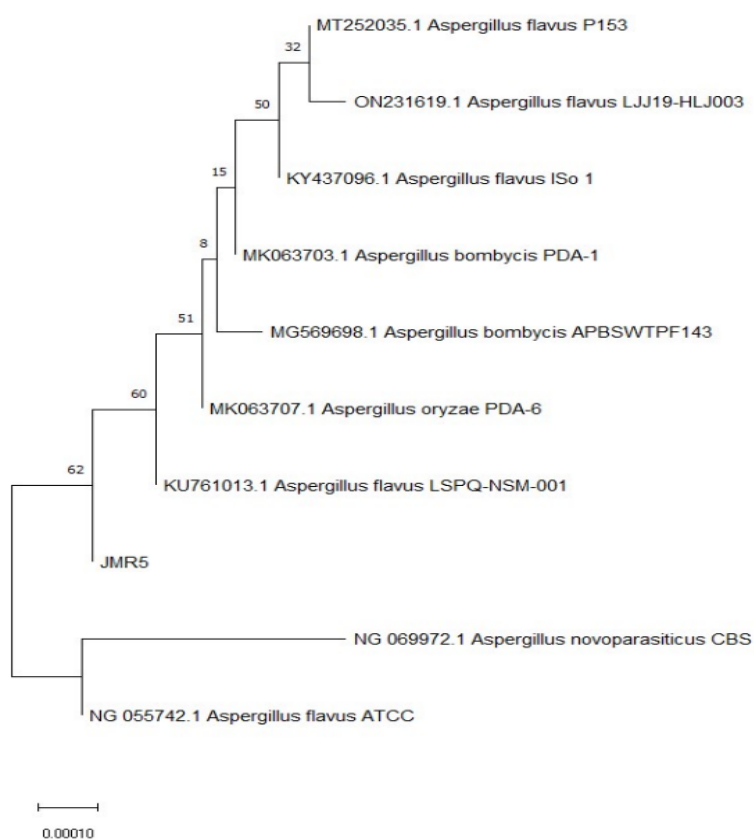 MT252035.1 Aspergillus flavus P153
32
ON231619.1 Aspergillus flavus LJJ19-HLJ003
50
KY437096.1 Aspergillus flavus ISo 1
15
MK063703.1 Aspergillus bombycis PDA-1
8
MG569698.1 Aspergillus bombycis APBSWTPF143
51
MK063707.1 Aspergillus oryzae PDA-6
60
KU761013.1 Aspergillus flavus LSPQ-NSM-001
62
JMR5
NG 069972.1 Aspergillus novoparasiticus CBS
NG 055742.1 Aspergillus flavus ATCC
0.00010